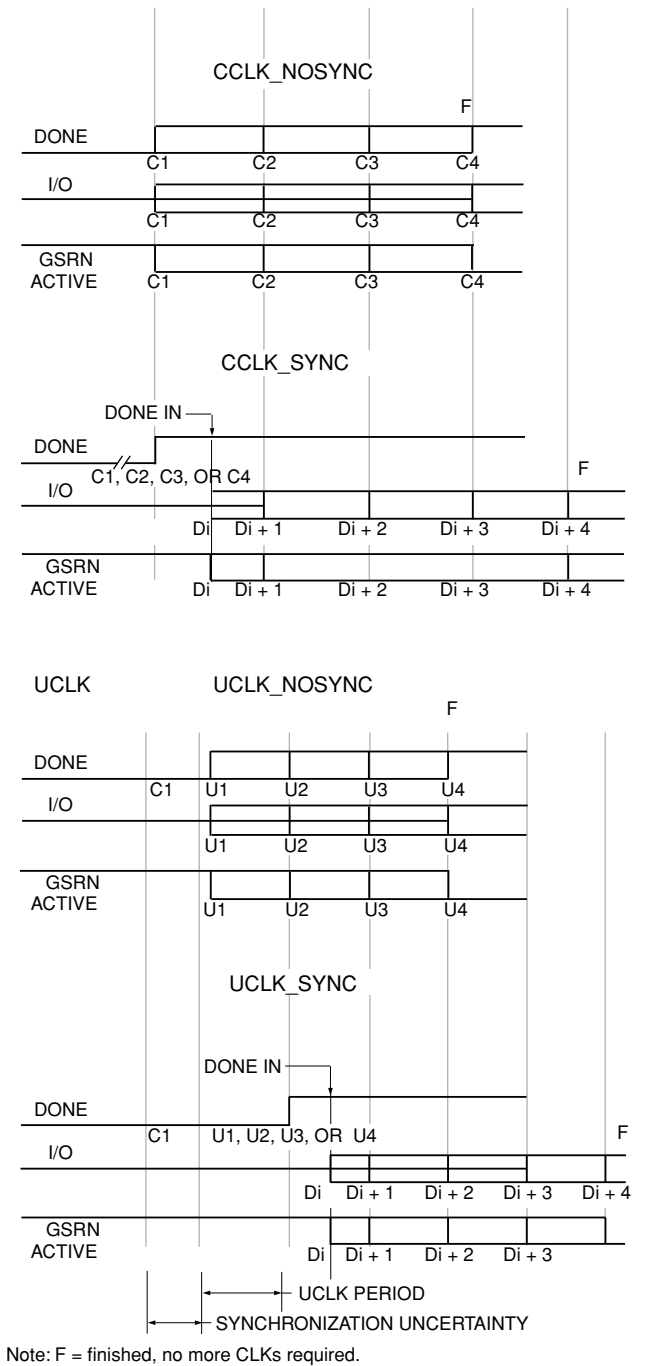 CCLK_NOSYNC
F
DONE
C1 C2 C3 C4
I/O
C1 C2 C3 C4
GSRN
ACTIVE
C1 C2 C3 C4
CCLK_SYNC
DONE IN
DONE
C1, C2, C3, OR C4
F
I/O
Di Di + 1 Di + 2 Di + 3 Di + 4
GSRN
ACTIVE
Di Di + 1 Di + 2 Di + 3 Di + 4
UCLK UCLK_NOSYNC
F
DONE
C1 U1 U2 U3 U4
I/O
U1 U2 U3 U4
GSRN
ACTIVE
U1 U2 U3 U4
UCLK_SYNC
DONE IN
DONE
C1 U1, U2, U3, OR U4
F
I/O
Di Di + 1 Di + 2 Di + 3 Di + 4
GSRN
ACTIVE
Di Di + 1 Di + 2 Di + 3
UCLK PERIOD
SYNCHRONIZATION UNCERTAINTY
Note: F = finished, no more CLKs required.